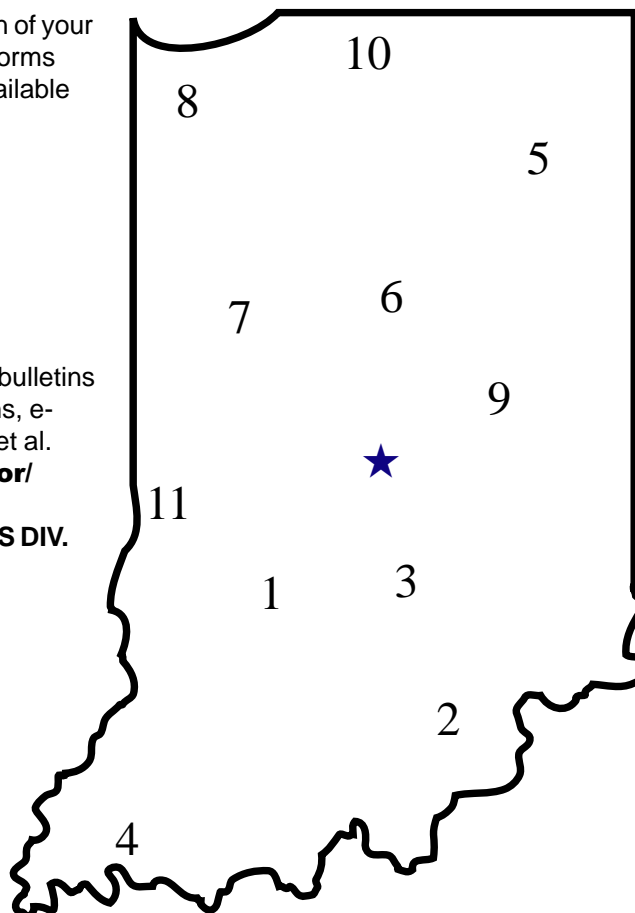 n of your
orms
ailable
bulletins
ns, e-
et al.
or/
S DIV.
10
8
5
6
7
9
11
3
1
2
4